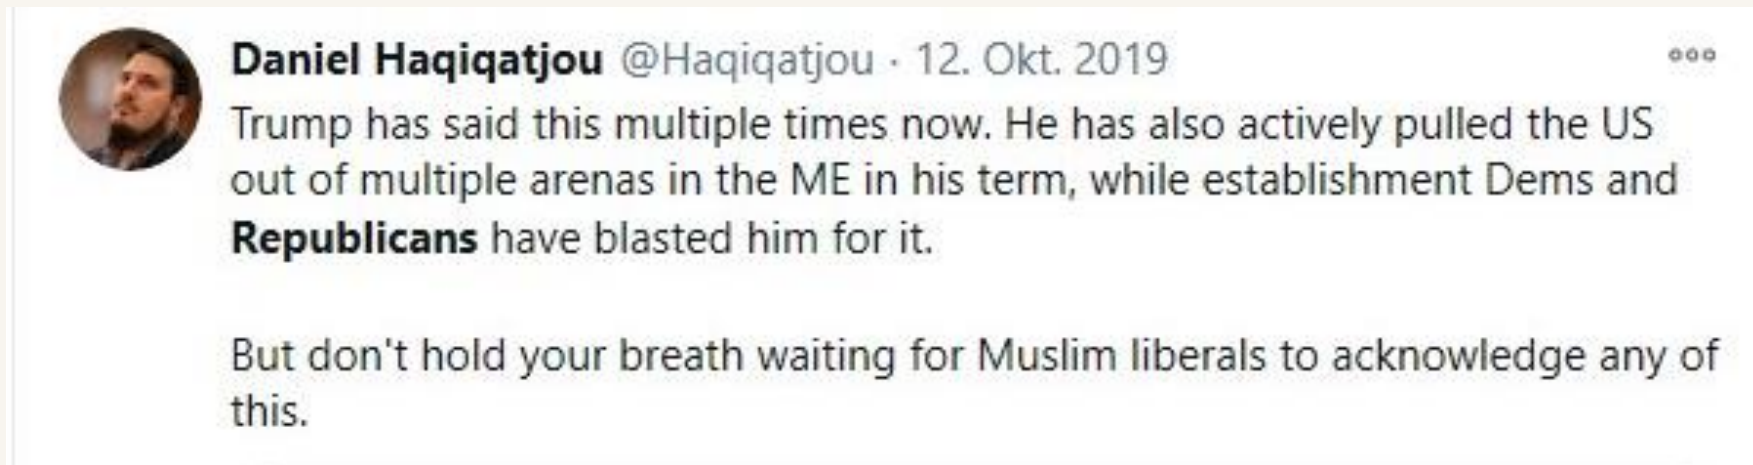 Daniel Haqiqatjou @Haqiqatjou · 12. Okt. 2019
Trump has said this multiple times now. He has also actively pulled the US
out of multiple arenas in the ME in his term, while establishment Dems and
Republicans have blasted him for it.
But don't hold your breath waiting for Muslim liberals to acknowledge any of
this.